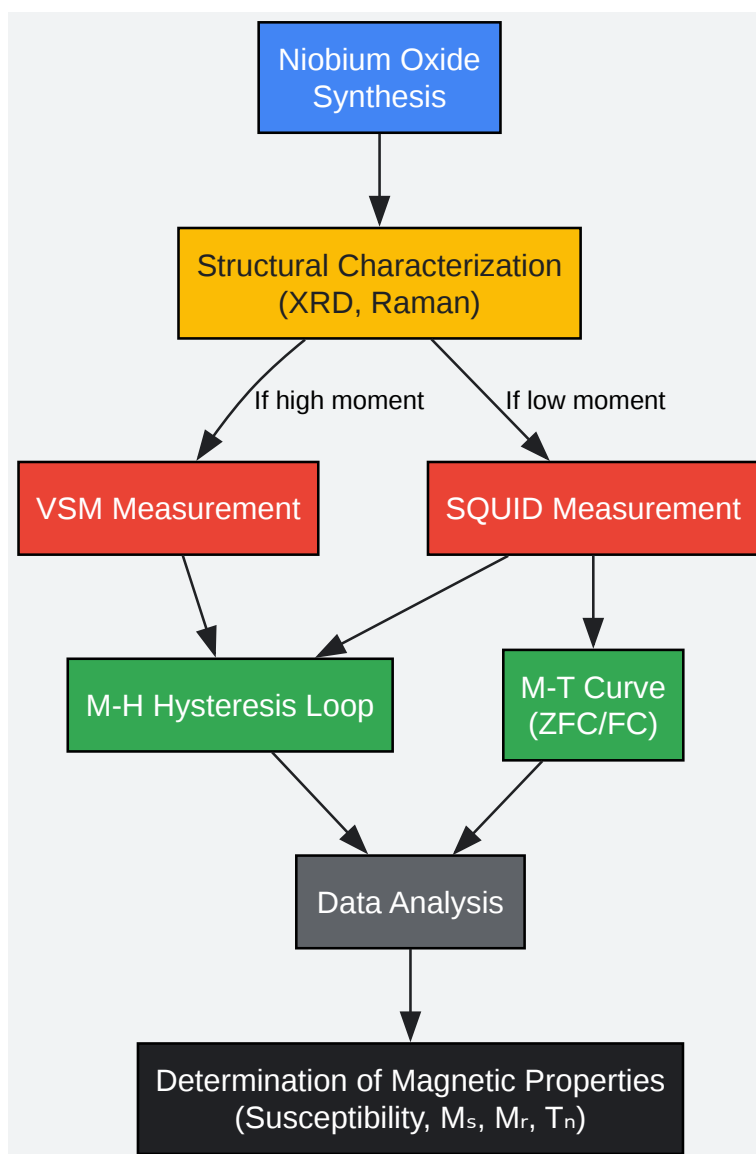 Niobium Oxide
Synthesis
Structural Characterization
(XRD, Raman)
If high moment
If low moment
VSM Measurement
SQUID Measurement
M-H Hysteresis Loop
M-T Curve
(ZFC/FC)
Data Analysis
Determination of Magnetic Properties
(Susceptibility, Mₛ, Mᵣ, Tₙ)